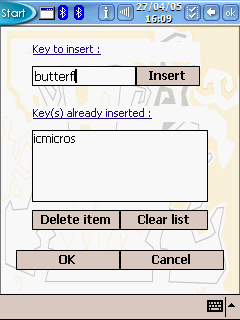 Start 27/04/05 16:09 ok
Key to insert :
butterfl Insert
Key(s) already inserted :
icmicros
Delete item Clear list
OK Cancel